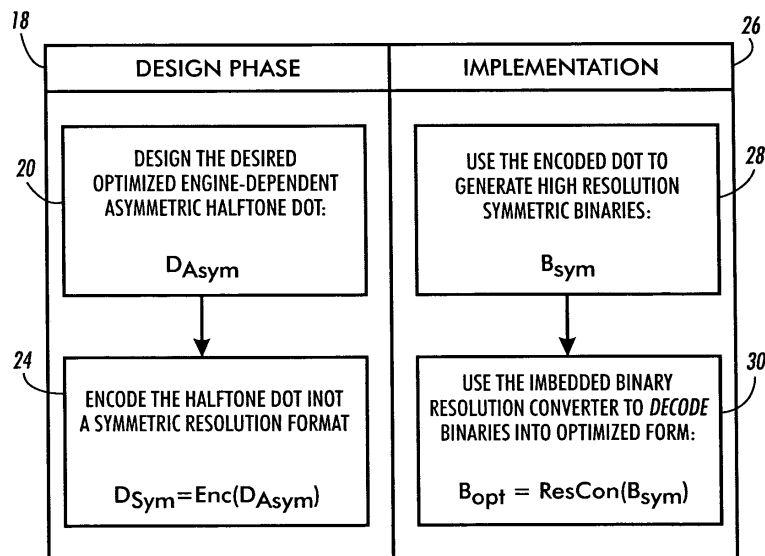 18
26
DESIGN PHASE
IMPLEMENTATION
20
DESIGN THE DESIRED
OPTIMIZED ENGINE-DEPENDENT
ASYMMETRIC HALFTONE DOT:
DAsym
24
ENCODE THE HALFTONE DOT INOT
A SYMMETRIC RESOLUTION FORMAT
DSym=Enc(DAsym)
28
USE THE ENCODED DOT TO
GENERATE HIGH RESOLUTION
SYMMETRIC BINARIES:
Bsym
30
USE THE IMBEDDED BINARY
RESOLUTION CONVERTER TO DECODE
BINARIES INTO OPTIMIZED FORM:
Bopt = ResCon(Bsym)